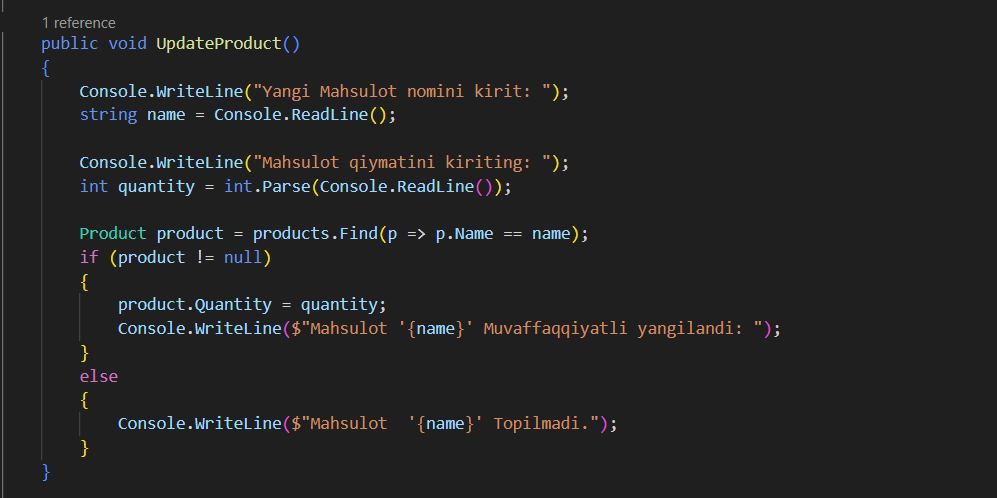 1 reference
public void UpdateProduct()
{
    Console.WriteLine("Yangi Mahsulot nomini kirit: ");
    string name = Console.ReadLine();

    Console.WriteLine("Mahsulot qiymatini kiriting: ");
    int quantity = int.Parse(Console.ReadLine());

    Product product = products.Find(p => p.Name == name);
    if (product != null)
    {
        product.Quantity = quantity;
        Console.WriteLine($"Mahsulot '{name}' Muvaffaqqiyatli yangilandi: ");
    }
    else
    {
        Console.WriteLine($"Mahsulot  '{name}' Topilmadi.");
    }
}